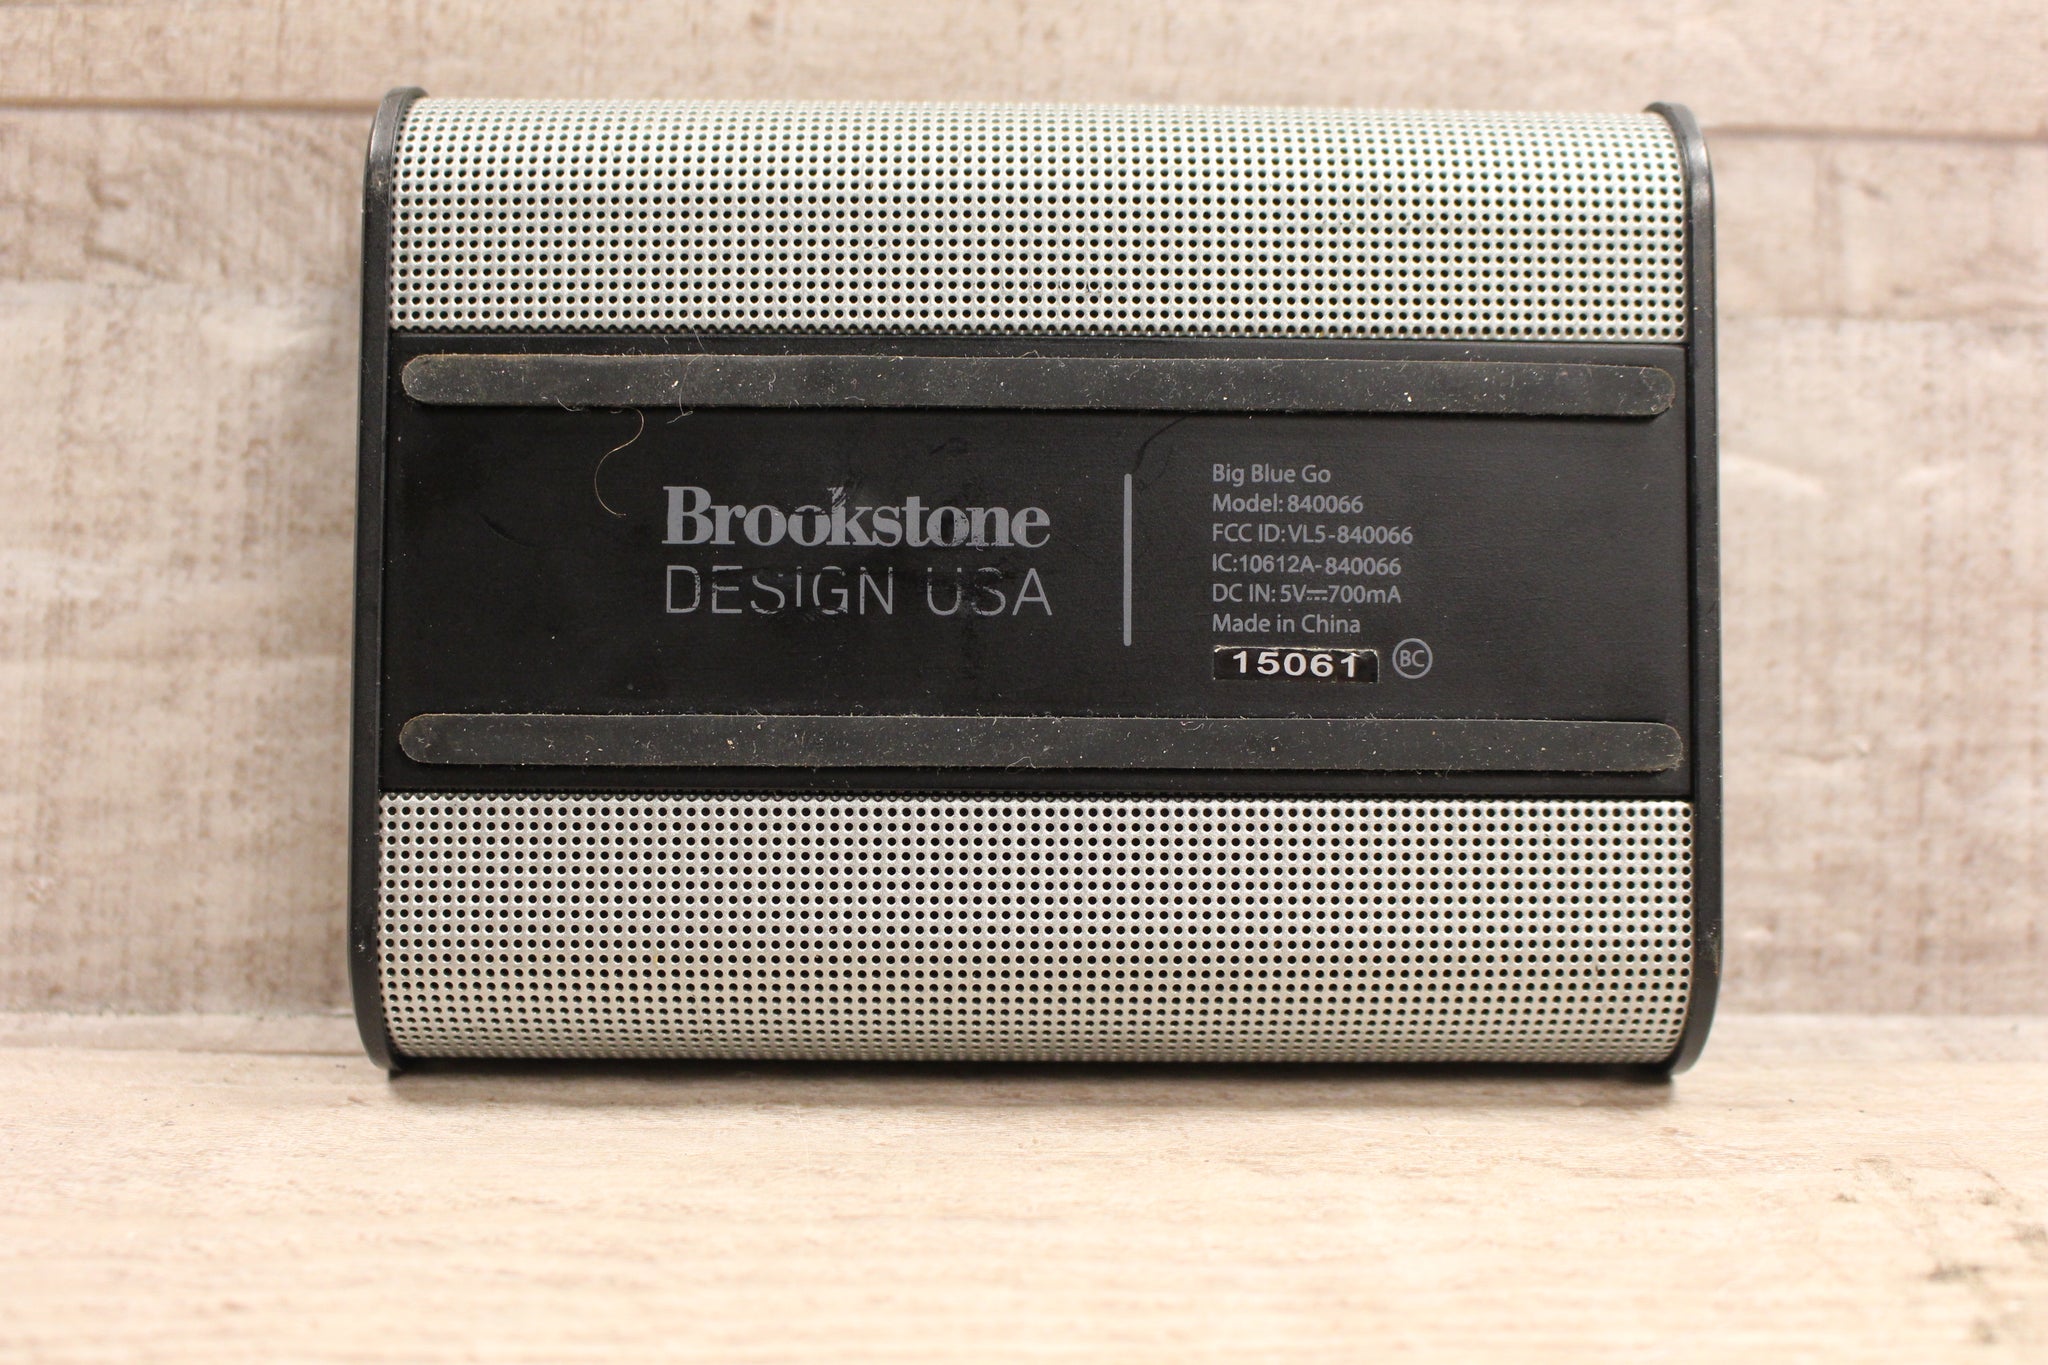 Brookstone
DESIGN USA
Big Blue Go
Model: 840066
FCC ID: VL5-840066
IC:10612A-840066
DC IN: 5V⎓700mA
Made in China
15061
BC